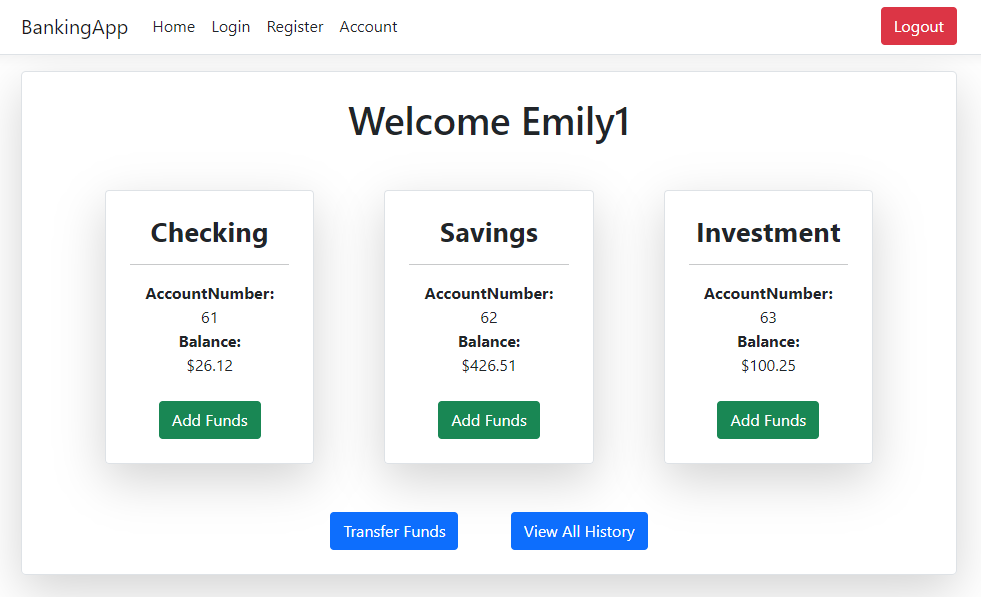 BankingApp Home Login Register Account Logout
Welcome Emily1
Checking Savings Investment
AccountNumber: AccountNumber: AccountNumber:
61 62 63
Balance: Balance: Balance:
$26.12 $426.51 $100.25
Add Funds Add Funds Add Funds
Transfer Funds View All History